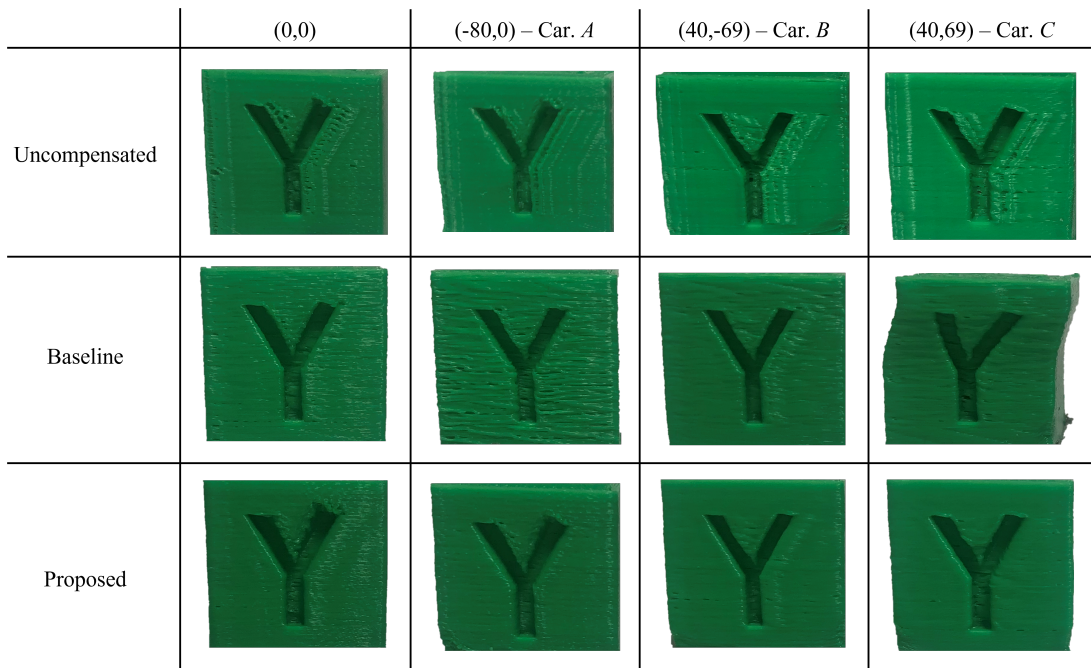 (0,0)
(-80,0) – Car. A
(40,-69) – Car. B
(40,69) – Car. C
Uncompensated
Y
Y
Y
Y
Baseline
Y
Y
Y
Y
Proposed
Y
Y
Y
Y